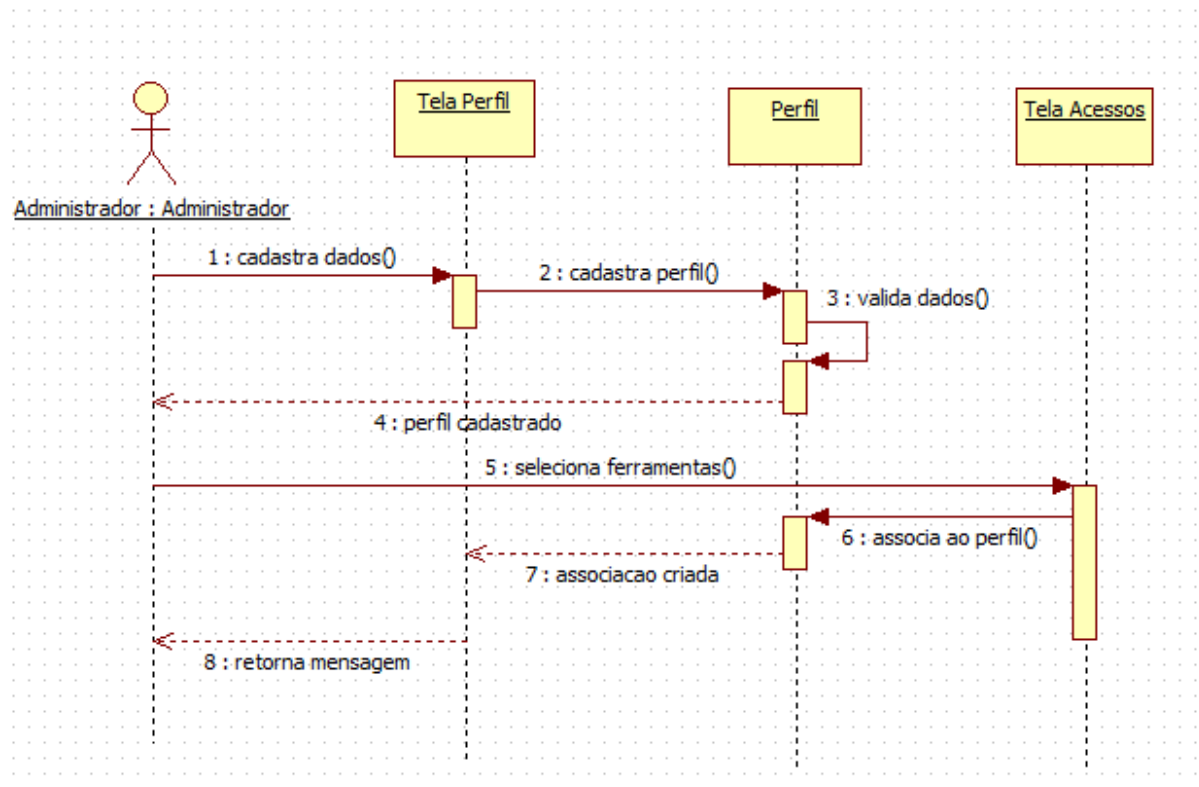 Tela Perfil
Perfil
Tela Acessos
Administrador : Administrador
1 : cadastra dados()
2 : cadastra perfil()
3 : valida dados()
4 : perfil cadastrado
5 : seleciona ferramentas()
6 : associa ao perfil()
7 : associacao criada
8 : retorna mensagem